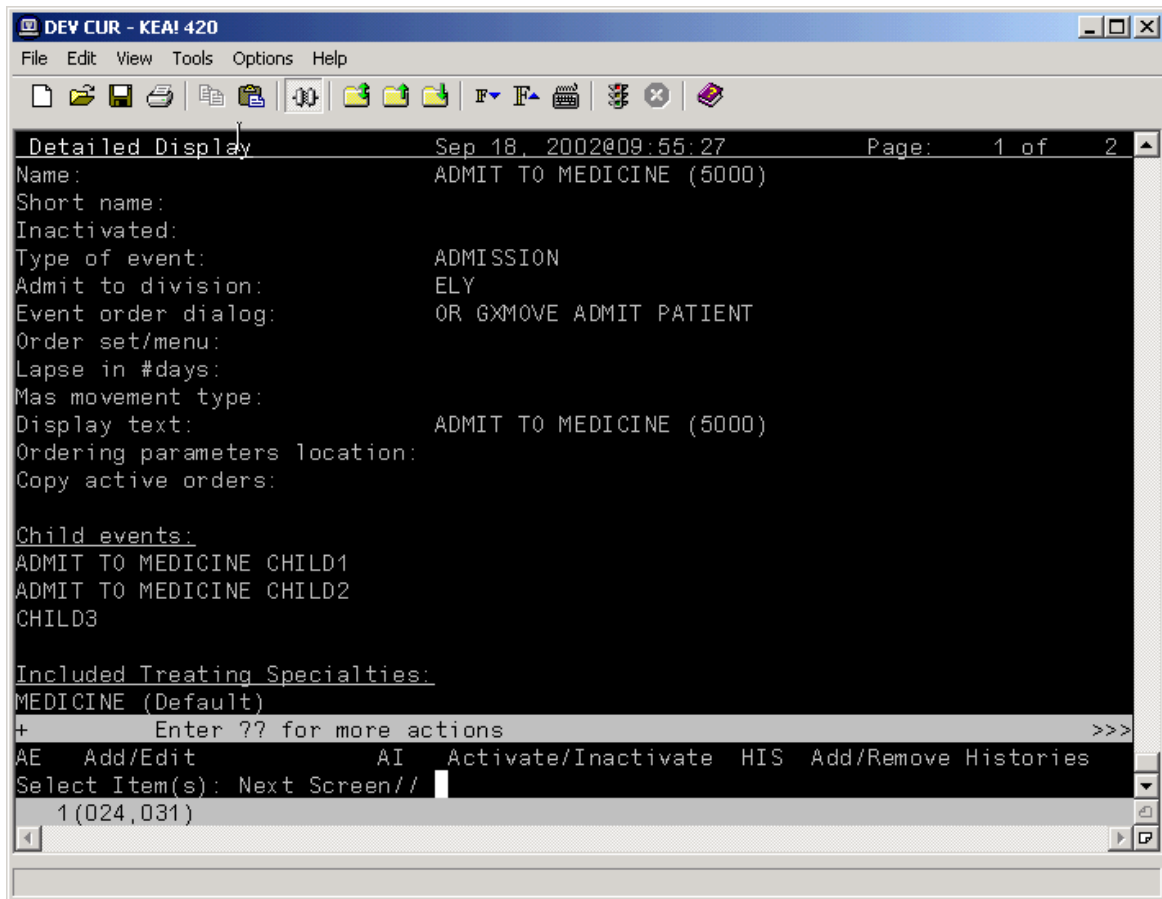 DEV CUR - KEA! 420
File Edit View Tools Options Help
Detailed Display Sep 18, 2002@09:55:27 Page: 1 of 2
Name: ADMIT TO MEDICINE (5000)
Short name:
Inactivated:
Type of event: ADMISSION
Admit to division: ELY
Event order dialog: OR GXMOVE ADMIT PATIENT
Order set/menu:
Lapse in #days:
Mas movement type:
Display text: ADMIT TO MEDICINE (5000)
Ordering parameters location:
Copy active orders:
Child events:
ADMIT TO MEDICINE CHILD1
ADMIT TO MEDICINE CHILD2
CHILD3
Included Treating Specialties:
MEDICINE (Default)
+ Enter ?? for more actions >>>
AE Add/Edit AI Activate/Inactivate HIS Add/Remove Histories
Select Item(s): Next Screen//
1(024,031)